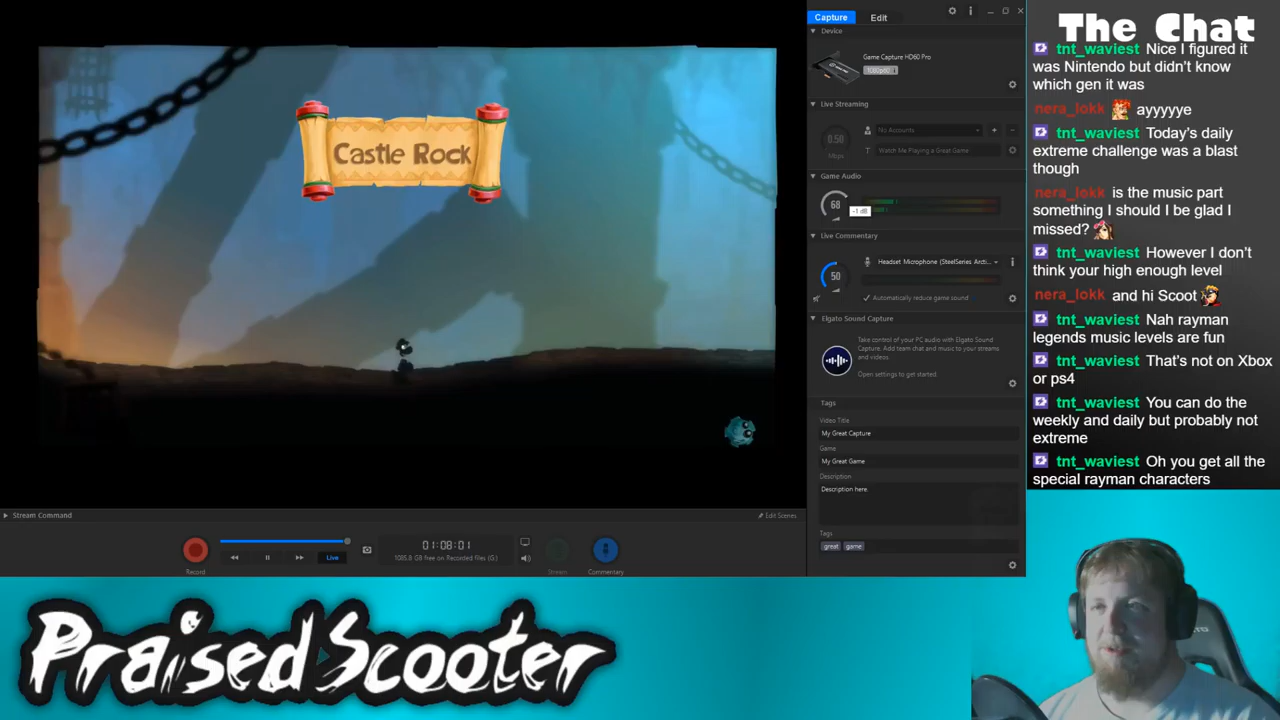 Castle Rock
Capture Edit
Device
Game Capture HD60 Pro
Live Streaming
0.50
Mbps
No Accounts
Watch Me Playing a Great Game
Game Audio
68
-1 dB
Live Commentary
50
Headset Microphone (SteelSeries Arcti...
Automatically reduce game sound
Elgato Sound Capture
Take control of your PC audio with Elgato Sound
Capture. Add team chat and music to your streams
and videos.
Open settings to get started.
Tags
Video Title
My Great Capture
Game
My Great Game
Description
Description here.
Tags
great game
Stream Command
Edit Scenes
Record
Live
01:08:01
Stream
Commentary
The Chat
tnt_waviest Nice I figured it
was Nintendo but didn't know
which gen it was
nera_lokk ayyyyye
tnt_waviest Today's daily
extreme challenge was a blast
though
nera_lokk is the music part
something I should I be glad I
missed?
tnt_waviest However I don't
think your high enough level
nera_lokk and hi Scoot
tnt_waviest Nah rayman
legends music levels are fun
tnt_waviest That's not on Xbox
or ps4
tnt_waviest You can do the
weekly and daily but probably not
extreme
tnt_waviest Oh you get all the
special rayman characters
PraisedScooter